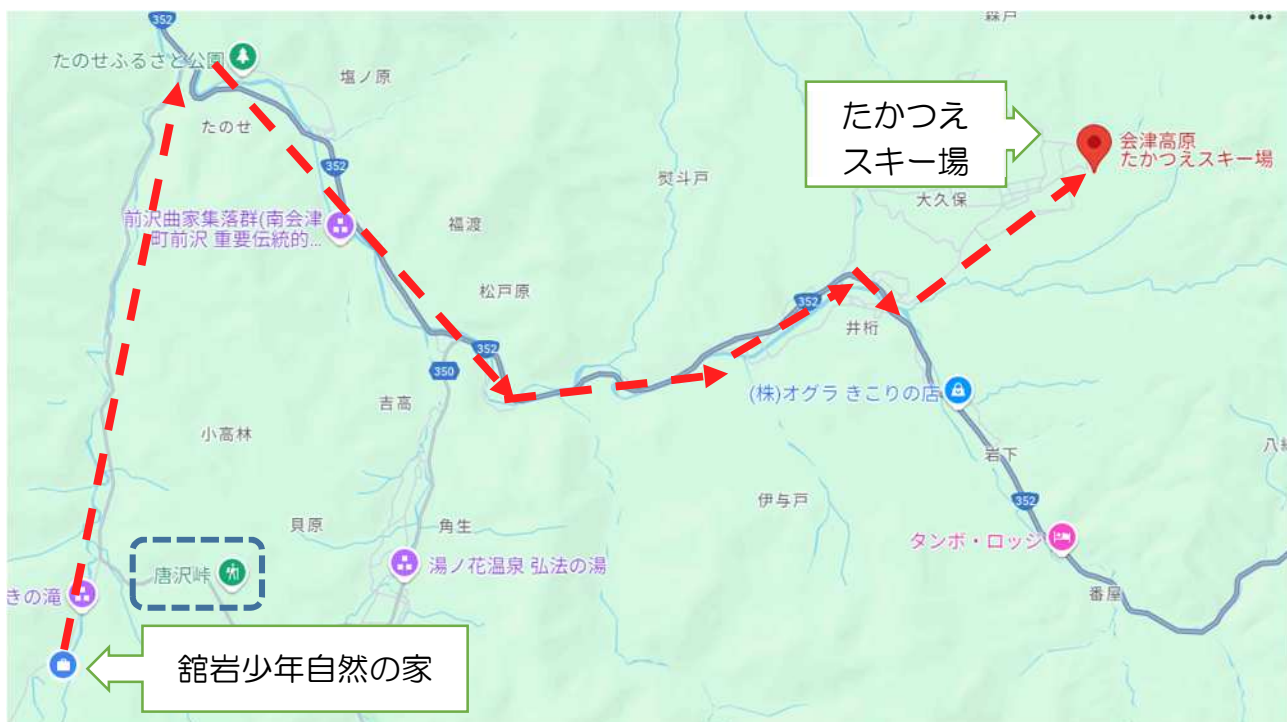 352
森戸
たのせふるさと公園
塩ノ原
たかつえ
スキー場
会津高原
たかつえスキー場
たのせ
352
熨斗戸
大久保
前沢曲家集落群(南会津
町前沢 重要伝統的...
福渡
松戸原
352
井桁
352
350
吉高
(株)オグラ きこりの店
小高林
岩下
八総
352
伊与戸
貝原
角生
タンボ・ロッジ
唐沢峠
湯ノ花温泉 弘法の湯
きの滝
番屋
舘岩少年自然の家